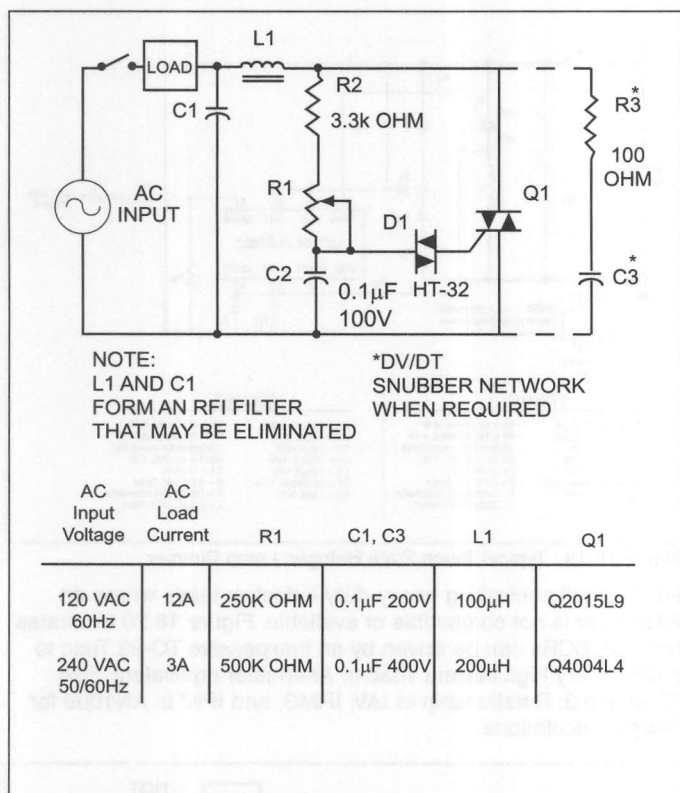 L1
LOAD
C1
R2
3.3k OHM
R3*
100
OHM
AC
INPUT
R1
D1
Q1
C2
0.1μF
100V
HT-32
C3*
NOTE:
L1 AND C1
FORM AN RFI FILTER
THAT MAY BE ELIMINATED
*DV/DT
SNUBBER NETWORK
WHEN REQUIRED
AC Input Voltage AC Load Current R1 C1, C3 L1 Q1
120 VAC 60Hz 12A 250K OHM 0.1μF 200V 100μH Q2015L9
240 VAC 50/60Hz 3A 500K OHM 0.1μF 400V 200μH Q4004L4